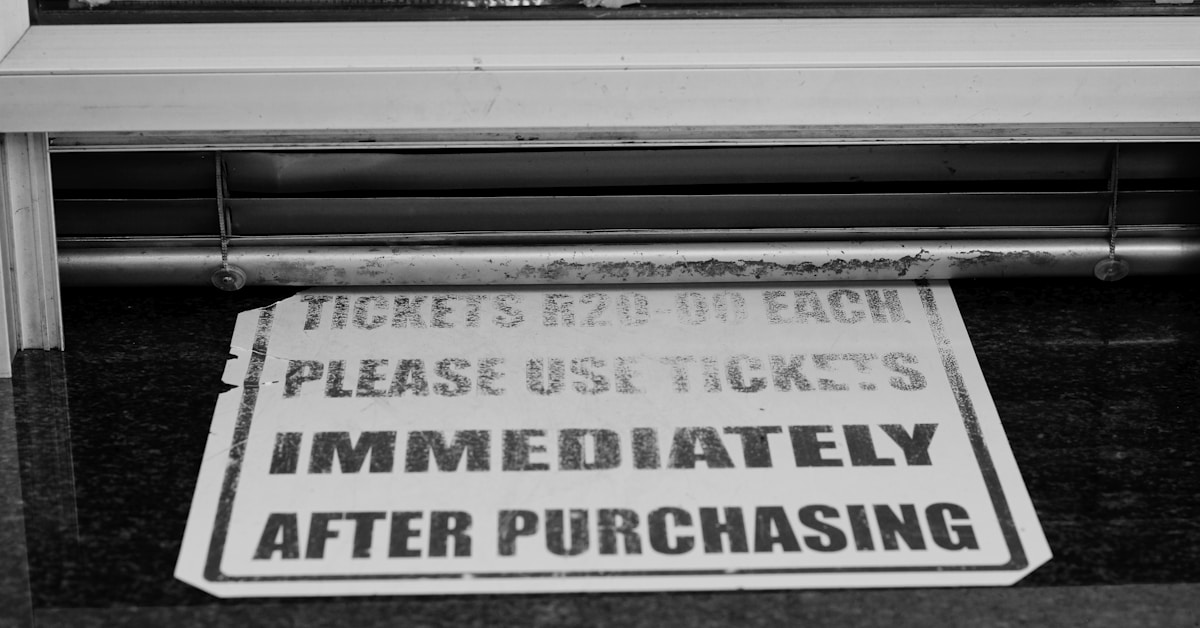 TICKETS R20-00 EACH
PLEASE USE TICKETS
IMMEDIATELY
AFTER PURCHASING